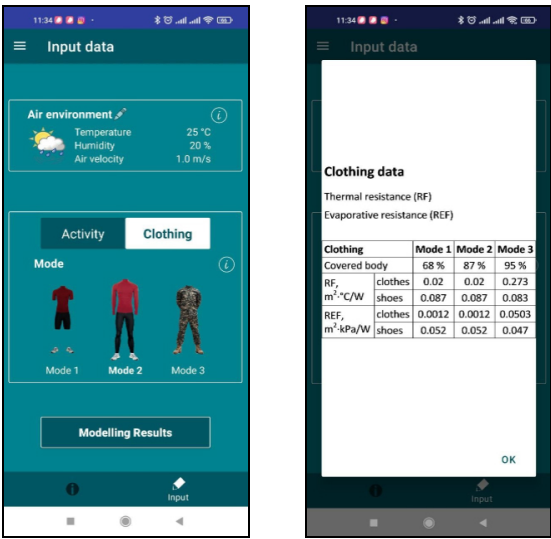 11:34
Input data
Air environment
Temperature 25 °C
Humidity 20 %
Air velocity 1.0 m/s
Activity Clothing
Mode
Mode 1 Mode 2 Mode 3
Modelling Results
Input
11:34
Input data
Clothing data
Thermal resistance (RF)
Evaporative resistance (REF)
Clothing Mode 1 Mode 2 Mode 3
Covered body 68 % 87 % 95 %
RF, m²·°C/W clothes 0.02 0.02 0.273
shoes 0.087 0.087 0.083
REF, m²·kPa/W clothes 0.0012 0.0012 0.0503
shoes 0.052 0.052 0.047
OK
Input